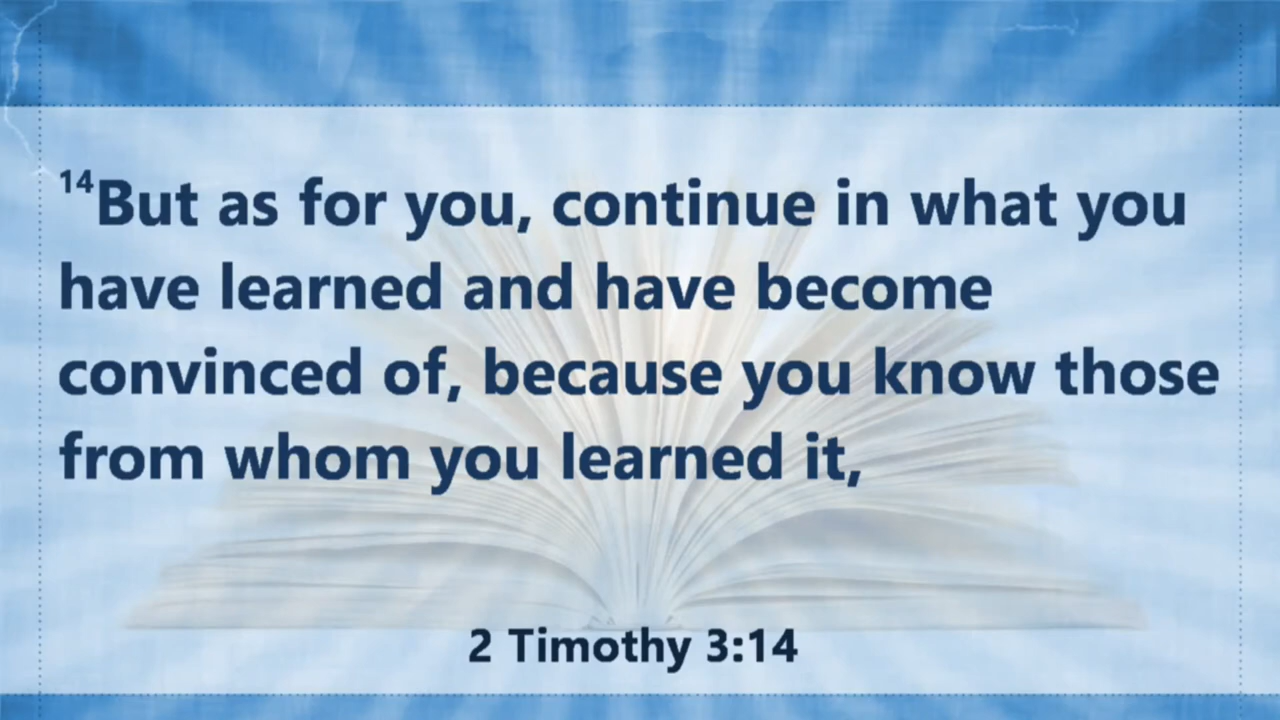 ¹⁴But as for you, continue in what you
have learned and have become
convinced of, because you know those
from whom you learned it,
2 Timothy 3:14